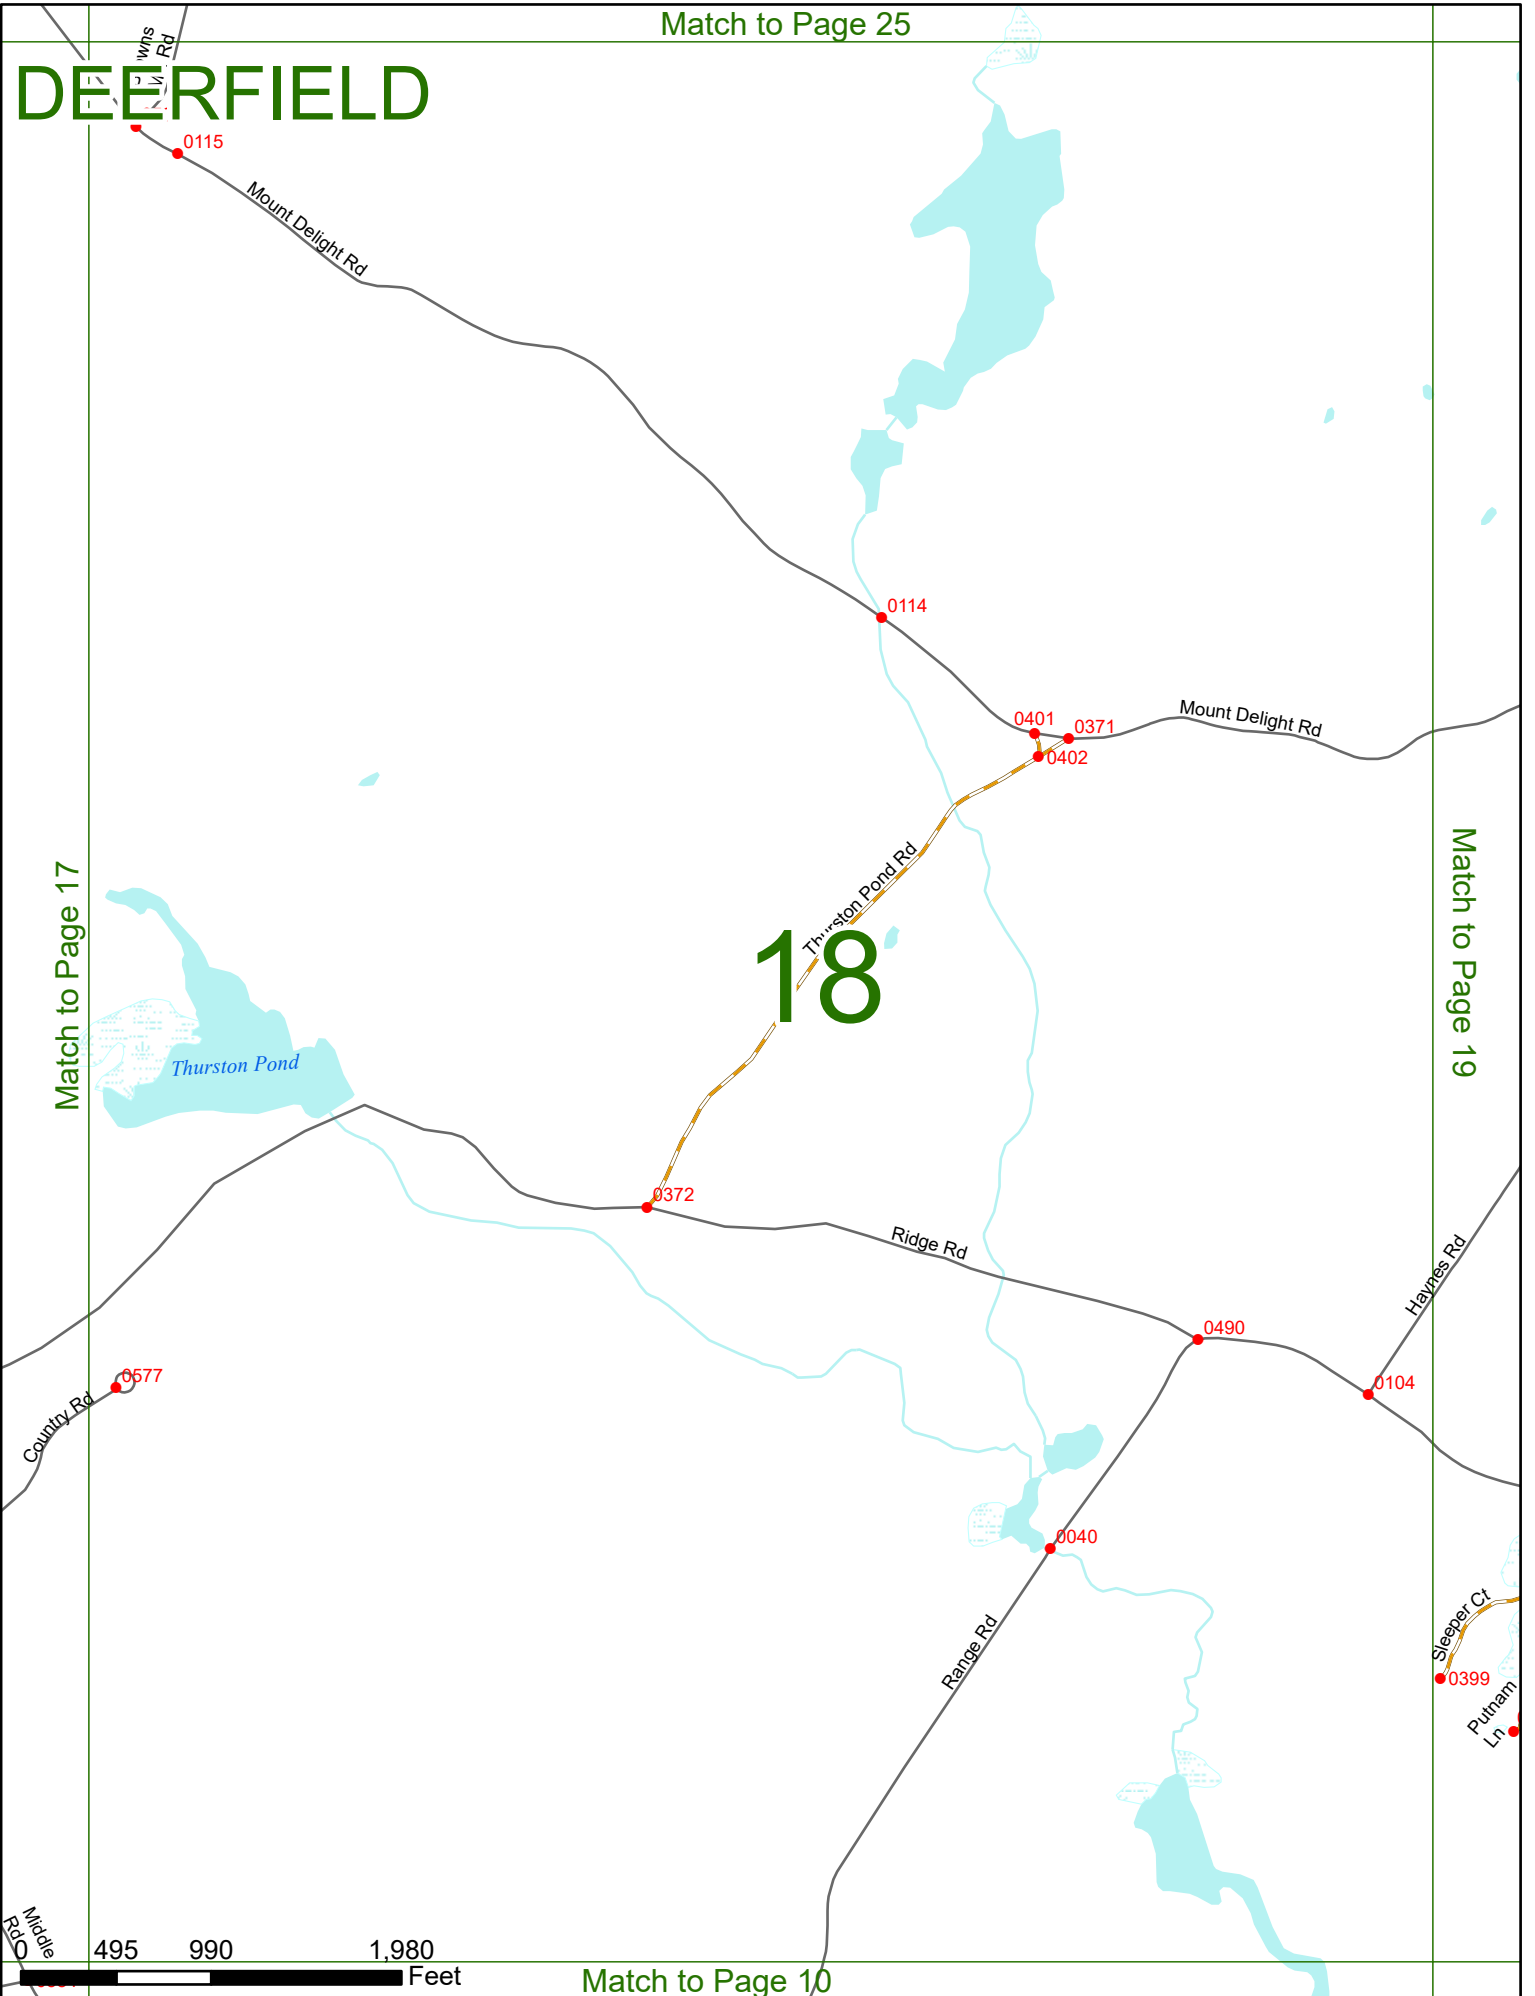 Match to Page 25
DEERFIELD
Rd
0115
Mount Delight Rd
0114
0401
0371
Mount Delight Rd
0402
Thurston Pond Rd
18
Match to Page 17
Match to Page 19
Thurston Pond
0372
Ridge Rd
Haynes Rd
0490
0577
0104
Country Rd
0040
Range Rd
Sleeper Ct
0399
Putnam
Ln
Middle
Rd
0 495 990 1,980
Feet
Match to Page 10